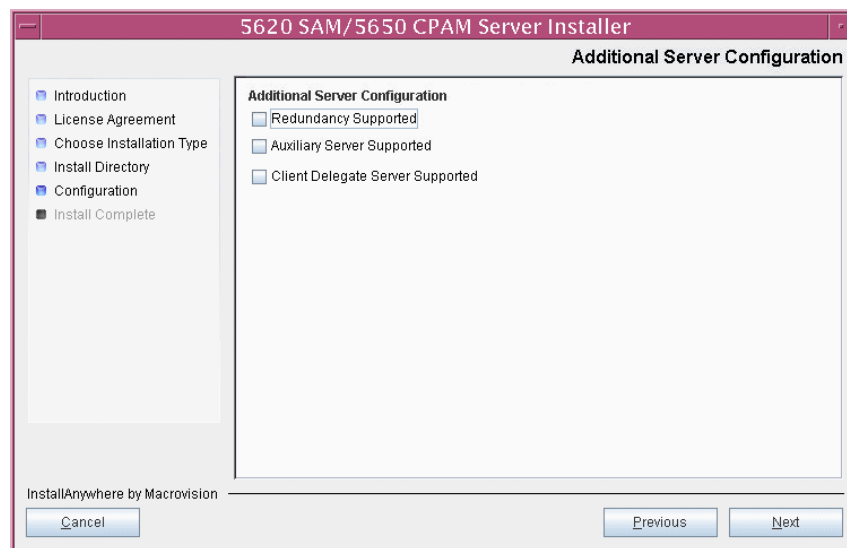 5620 SAM/5650 CPAM Server Installer
Additional Server Configuration
Introduction
License Agreement
Choose Installation Type
Install Directory
Configuration
Install Complete
Additional Server Configuration
Redundancy Supported
Auxiliary Server Supported
Client Delegate Server Supported
InstallAnywhere by Macrovision
Cancel
Previous
Next